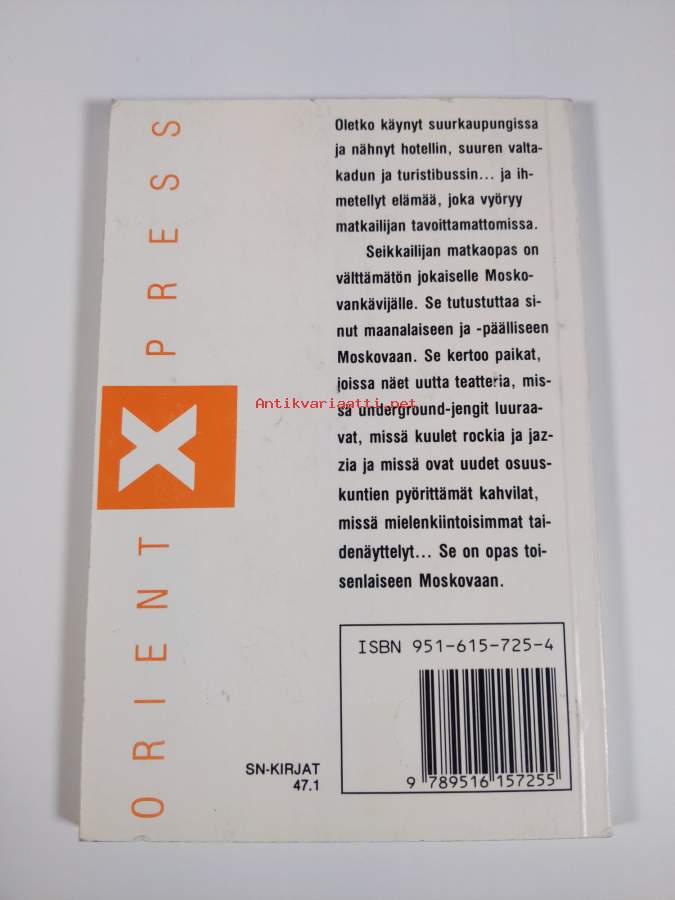 ORIENT X PRESS
Oletko käynyt suurkaupungissa
ja nähnyt hotellin, suuren valta-
kadun ja turistibussin... ja ih-
metellyt elämää, joka vyöryy
matkailijan tavoittamattomissa.
Seikkailijan matkaopas on
välttämätön jokaiselle Mosko-
vankävijälle. Se tutustuttaa si-
nut maanalaiseen ja -päälliseen
Moskovaan. Se kertoo paikat,
joissa näet uutta teatteria, mis-
sä underground-jengit luuraa-
vat, missä kuulet rockia ja jaz-
zia ja missä ovat uudet osuus-
kuntien pyörittämät kahvilat,
missä mielenkiintoisimmat tai-
denäyttelyt... Se on opas toi-
senlaiseen Moskovaan.
Antikvariaatti.net
ISBN 951-615-725-4
9 789516 157255
SN-KIRJAT
47.1